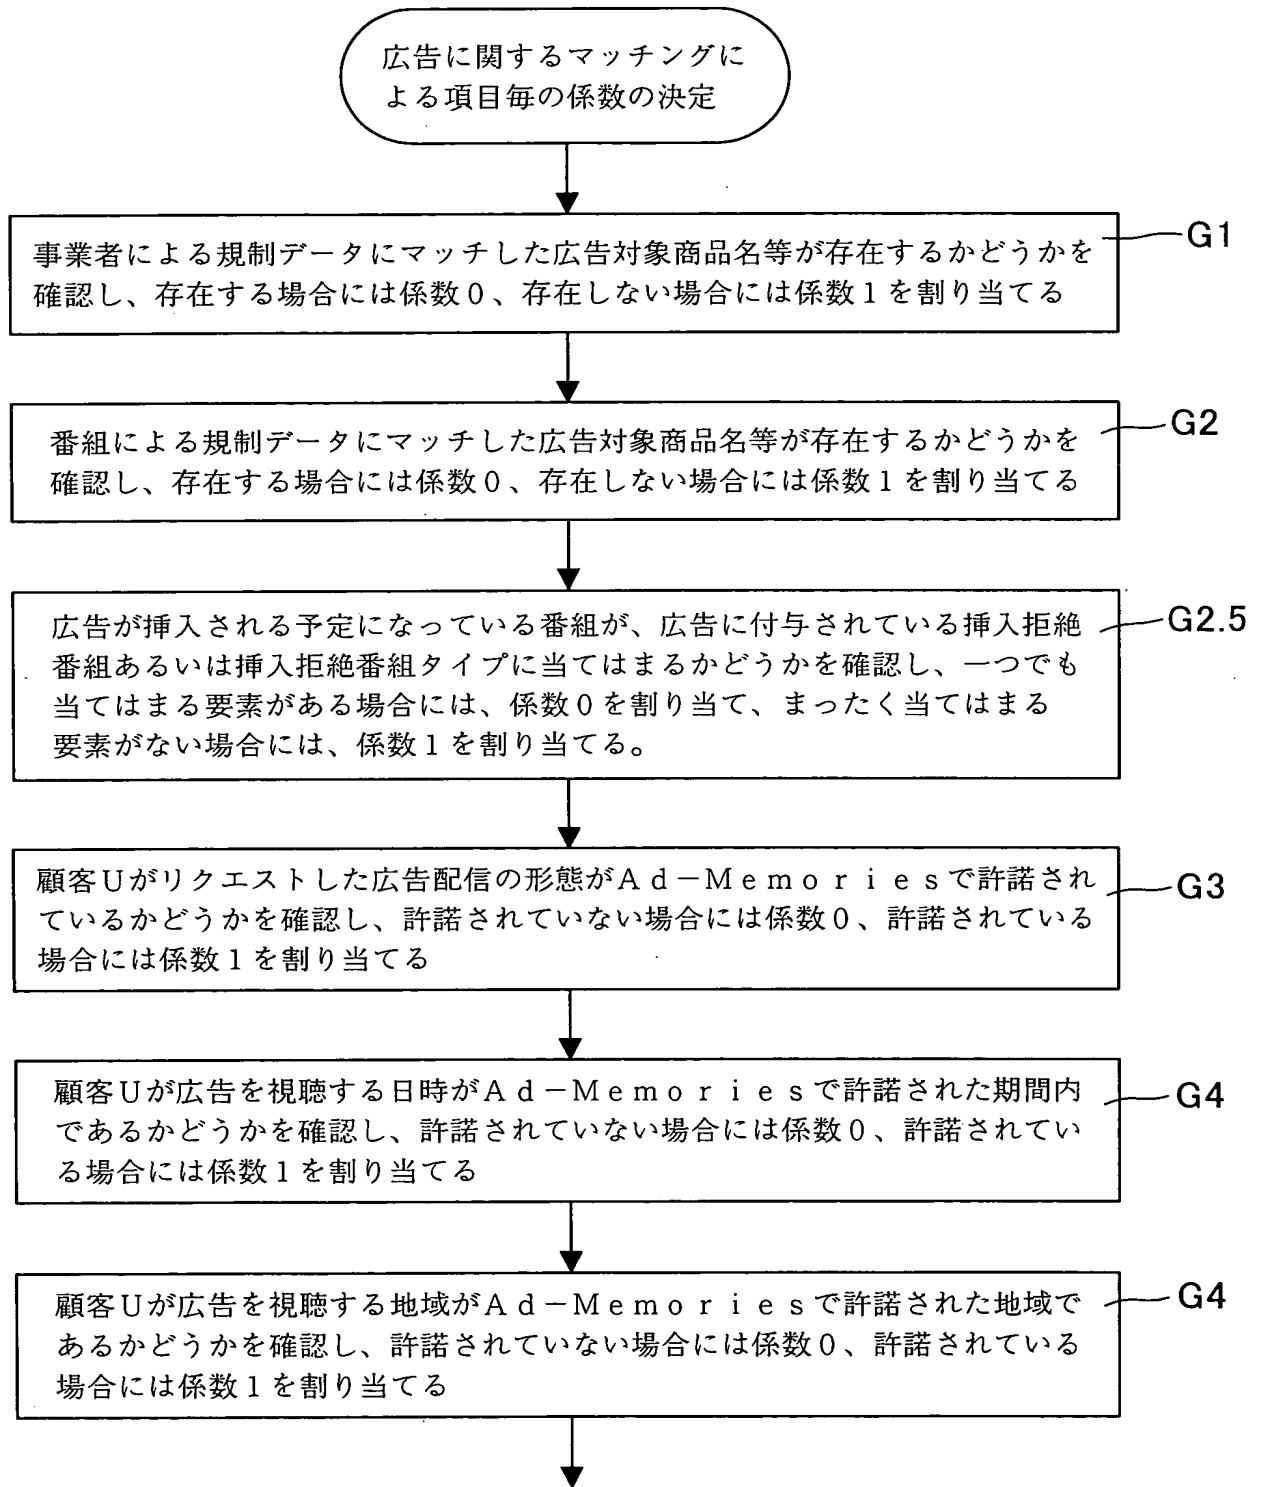 広告に関するマッチングに
よる項目毎の係数の決定
事業者による規制データにマッチした広告対象商品名等が存在するかどうかを
確認し、存在する場合には係数０、存在しない場合には係数１を割り当てる
G1
番組による規制データにマッチした広告対象商品名等が存在するかどうかを
確認し、存在する場合には係数０、存在しない場合には係数１を割り当てる
G2
広告が挿入される予定になっている番組が、広告に付与されている挿入拒絶
番組あるいは挿入拒絶番組タイプに当てはまるかどうかを確認し、一つでも
当てはまる要素がある場合には、係数０を割り当て、まったく当てはまる
要素がない場合には、係数１を割り当てる。
G2.5
顧客Ｕがリクエストした広告配信の形態がＡｄ－Ｍｅｍｏｒｉｅｓで許諾され
ているかどうかを確認し、許諾されていない場合には係数０、許諾されている
場合には係数１を割り当てる
G3
顧客Ｕが広告を視聴する日時がＡｄ－Ｍｅｍｏｒｉｅｓで許諾された期間内
であるかどうかを確認し、許諾されていない場合には係数０、許諾されてい
る場合には係数１を割り当てる
G4
顧客Ｕが広告を視聴する地域がＡｄ－Ｍｅｍｏｒｉｅｓで許諾された地域で
あるかどうかを確認し、許諾されていない場合には係数０、許諾されている
場合には係数１を割り当てる
G4